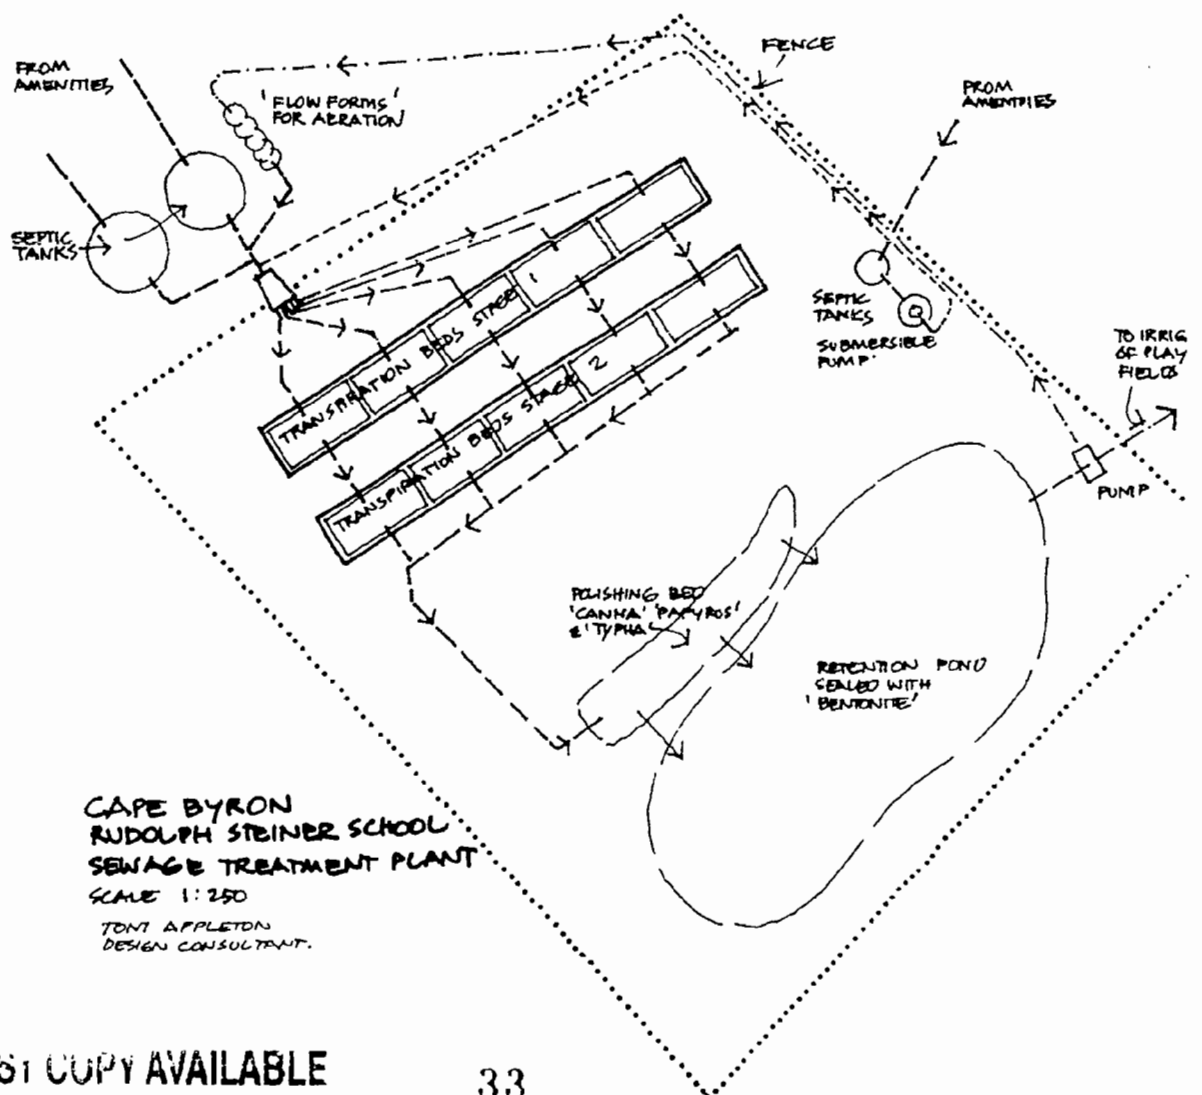 FROM
AMENITIES
'FLOW FORMS'
FOR AERATION
FENCE
FROM
AMENITIES
SEPTIC
TANKS
SEPTIC
TANKS
SUBMERSIBLE
PUMP
TO IRRIG
OF PLAY
FIELDS
PUMP
TRANSPIRATION BEDS STAGE 1
TRANSPIRATION BEDS STAGE 2
POLISHING BED
'CANNA' 'PAPYROS'
& 'TYPHA'
RETENTION POND
SEALED WITH
'BENTONITE'
CAPE BYRON
RUDOLPH STEINER SCHOOL
SEWAGE TREATMENT PLANT
SCALE 1:250
TONY APPLETON
DESIGN CONSULTANT.
COPY AVAILABLE
33